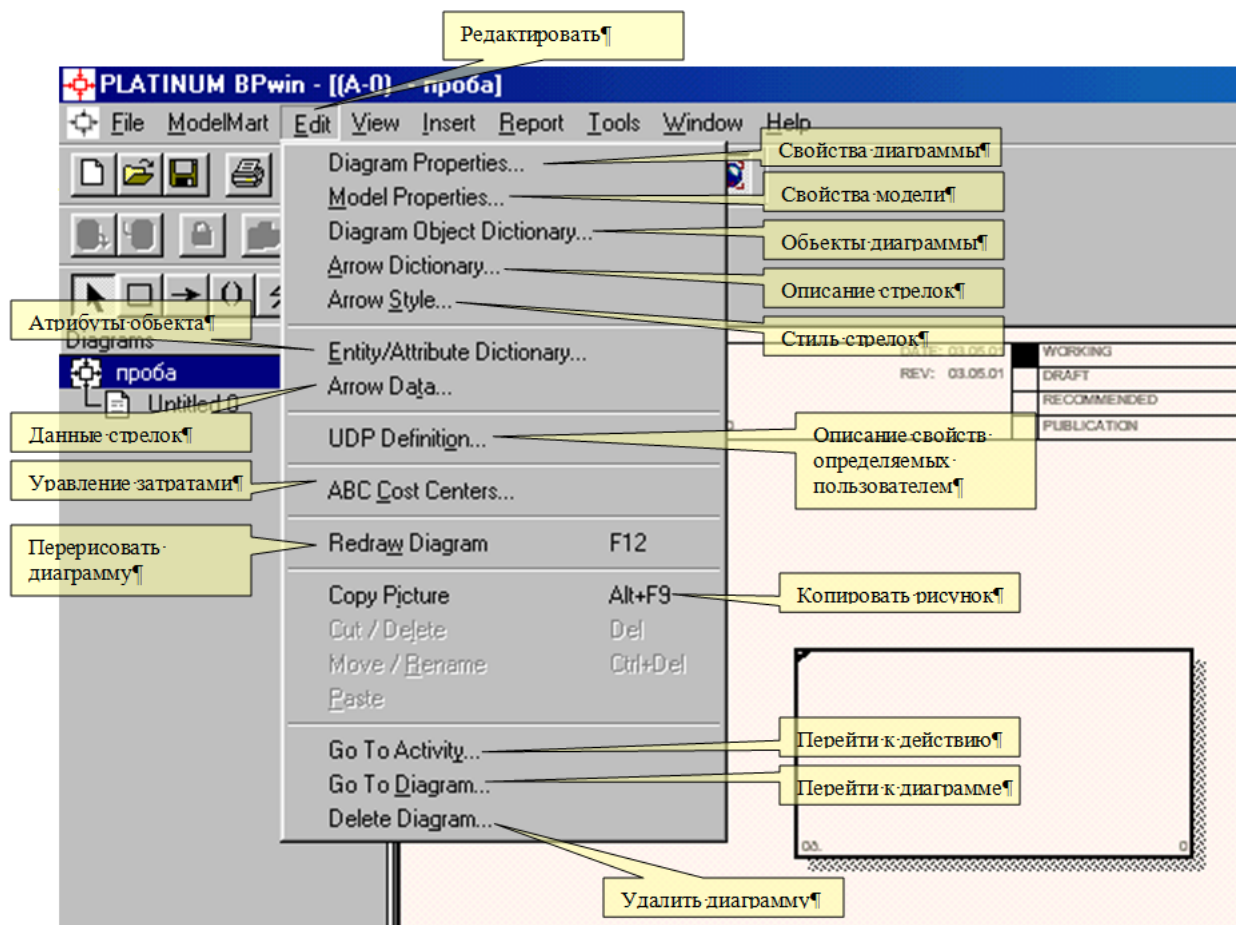 Редактировать¶
PLATINUM BPwin - [(A-0) - проба]
File ModelMart Edit View Insert Report Tools Window Help
Diagram Properties...
Свойства·диаграммы¶
Model Properties...
Свойства·модели¶
Diagram Object Dictionary...
Обьекты·диаграммы¶
Arrow Dictionary...
Описание·стрелок¶
Arrow Style...
Стиль·стрелок¶
Атрибуты·обьекта¶
Diagrams
Entity/Attribute Dictionary...
DATE: 03.05.01 WORKING
проба
REV: 03.05.01 DRAFT
Arrow Data...
Untitled 0
RECOMMENDED
PUBLICATION
Данные·стрелок¶
UDP Definition...
Описание·свойств·
определяемых·
пользователем¶
Уравление·затратами¶
ABC Cost Centers...
Перерисовать·
диаграмму¶
Redraw Diagram F12
Copy Picture Alt+F9
Копировать·рисунок¶
Cut / Delete Del
Move / Rename Ctrl+Del
Paste
Go To Activity...
Перейти·к·действию¶
Go To Diagram...
Перейти·к·диаграмме¶
Delete Diagram...
0
Удалить·диаграмму¶